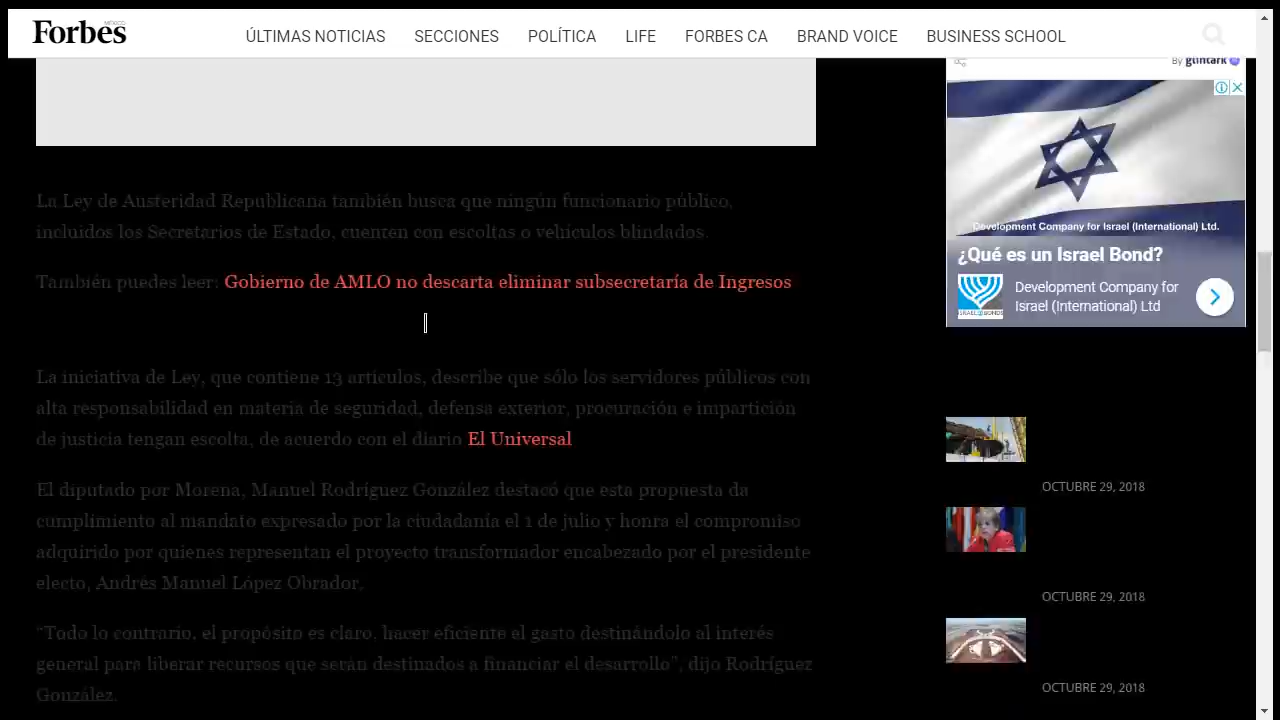 Forbes
MÉXICO
ÚLTIMAS NOTICIAS SECCIONES POLÍTICA LIFE FORBES CA BRAND VOICE BUSINESS SCHOOL
La Ley de Austeridad Republicana también busca que ningún funcionario público,
incluidos los Secretarios de Estado, cuenten con escoltas o vehículos blindados.
También puedes leer: Gobierno de AMLO no descarta eliminar subsecretaría de Ingresos
La iniciativa de Ley, que contiene 13 artículos, describe que sólo los servidores públicos con
alta responsabilidad en materia de seguridad, defensa exterior, procuración e impartición
de justicia tengan escolta, de acuerdo con el diario El Universal
El diputado por Morena, Manuel Rodríguez González destacó que esta propuesta da
cumplimiento al mandato expresado por la ciudadanía el 1 de julio y honra el compromiso
adquirido por quienes representan el proyecto transformador encabezado por el presidente
electo, Andrés Manuel López Obrador.
“Todo lo contrario, el propósito es claro, hacer eficiente el gasto destinándolo al interés
general para liberar recursos que serán destinados a financiar el desarrollo”, dijo Rodríguez
González.
By glintark
Development Company for Israel (International) Ltd.
¿Qué es un Israel Bond?
Development Company for
Israel (International) Ltd
ISRAEL BONDS
OCTUBRE 29, 2018
OCTUBRE 29, 2018
OCTUBRE 29, 2018